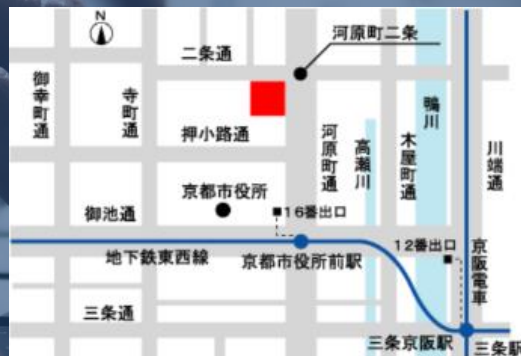 N
河原町二条
二条通
御幸町通
寺町通
押小路通
河原町通
高瀬川
木屋町通
鴨川
川端通
京都市役所
16番出口
御池通
12番出口
地下鉄東西線
京都市役所前駅
京阪電車
三条通
三条京阪駅
三条駅